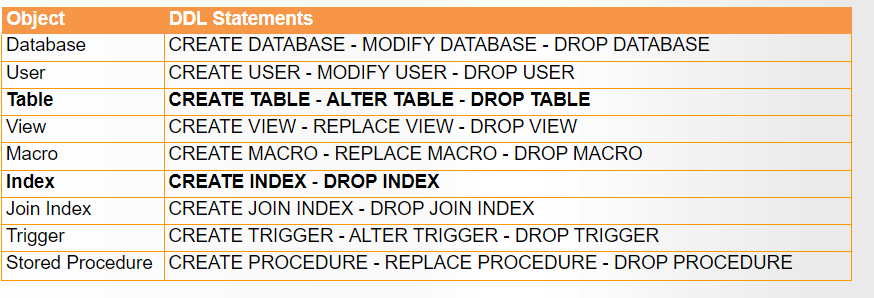 Object DDL Statements
Database CREATE DATABASE - MODIFY DATABASE - DROP DATABASE
User CREATE USER - MODIFY USER - DROP USER
Table CREATE TABLE - ALTER TABLE - DROP TABLE
View CREATE VIEW - REPLACE VIEW - DROP VIEW
Macro CREATE MACRO - REPLACE MACRO - DROP MACRO
Index CREATE INDEX - DROP INDEX
Join Index CREATE JOIN INDEX - DROP JOIN INDEX
Trigger CREATE TRIGGER - ALTER TRIGGER - DROP TRIGGER
Stored Procedure CREATE PROCEDURE - REPLACE PROCEDURE - DROP PROCEDURE